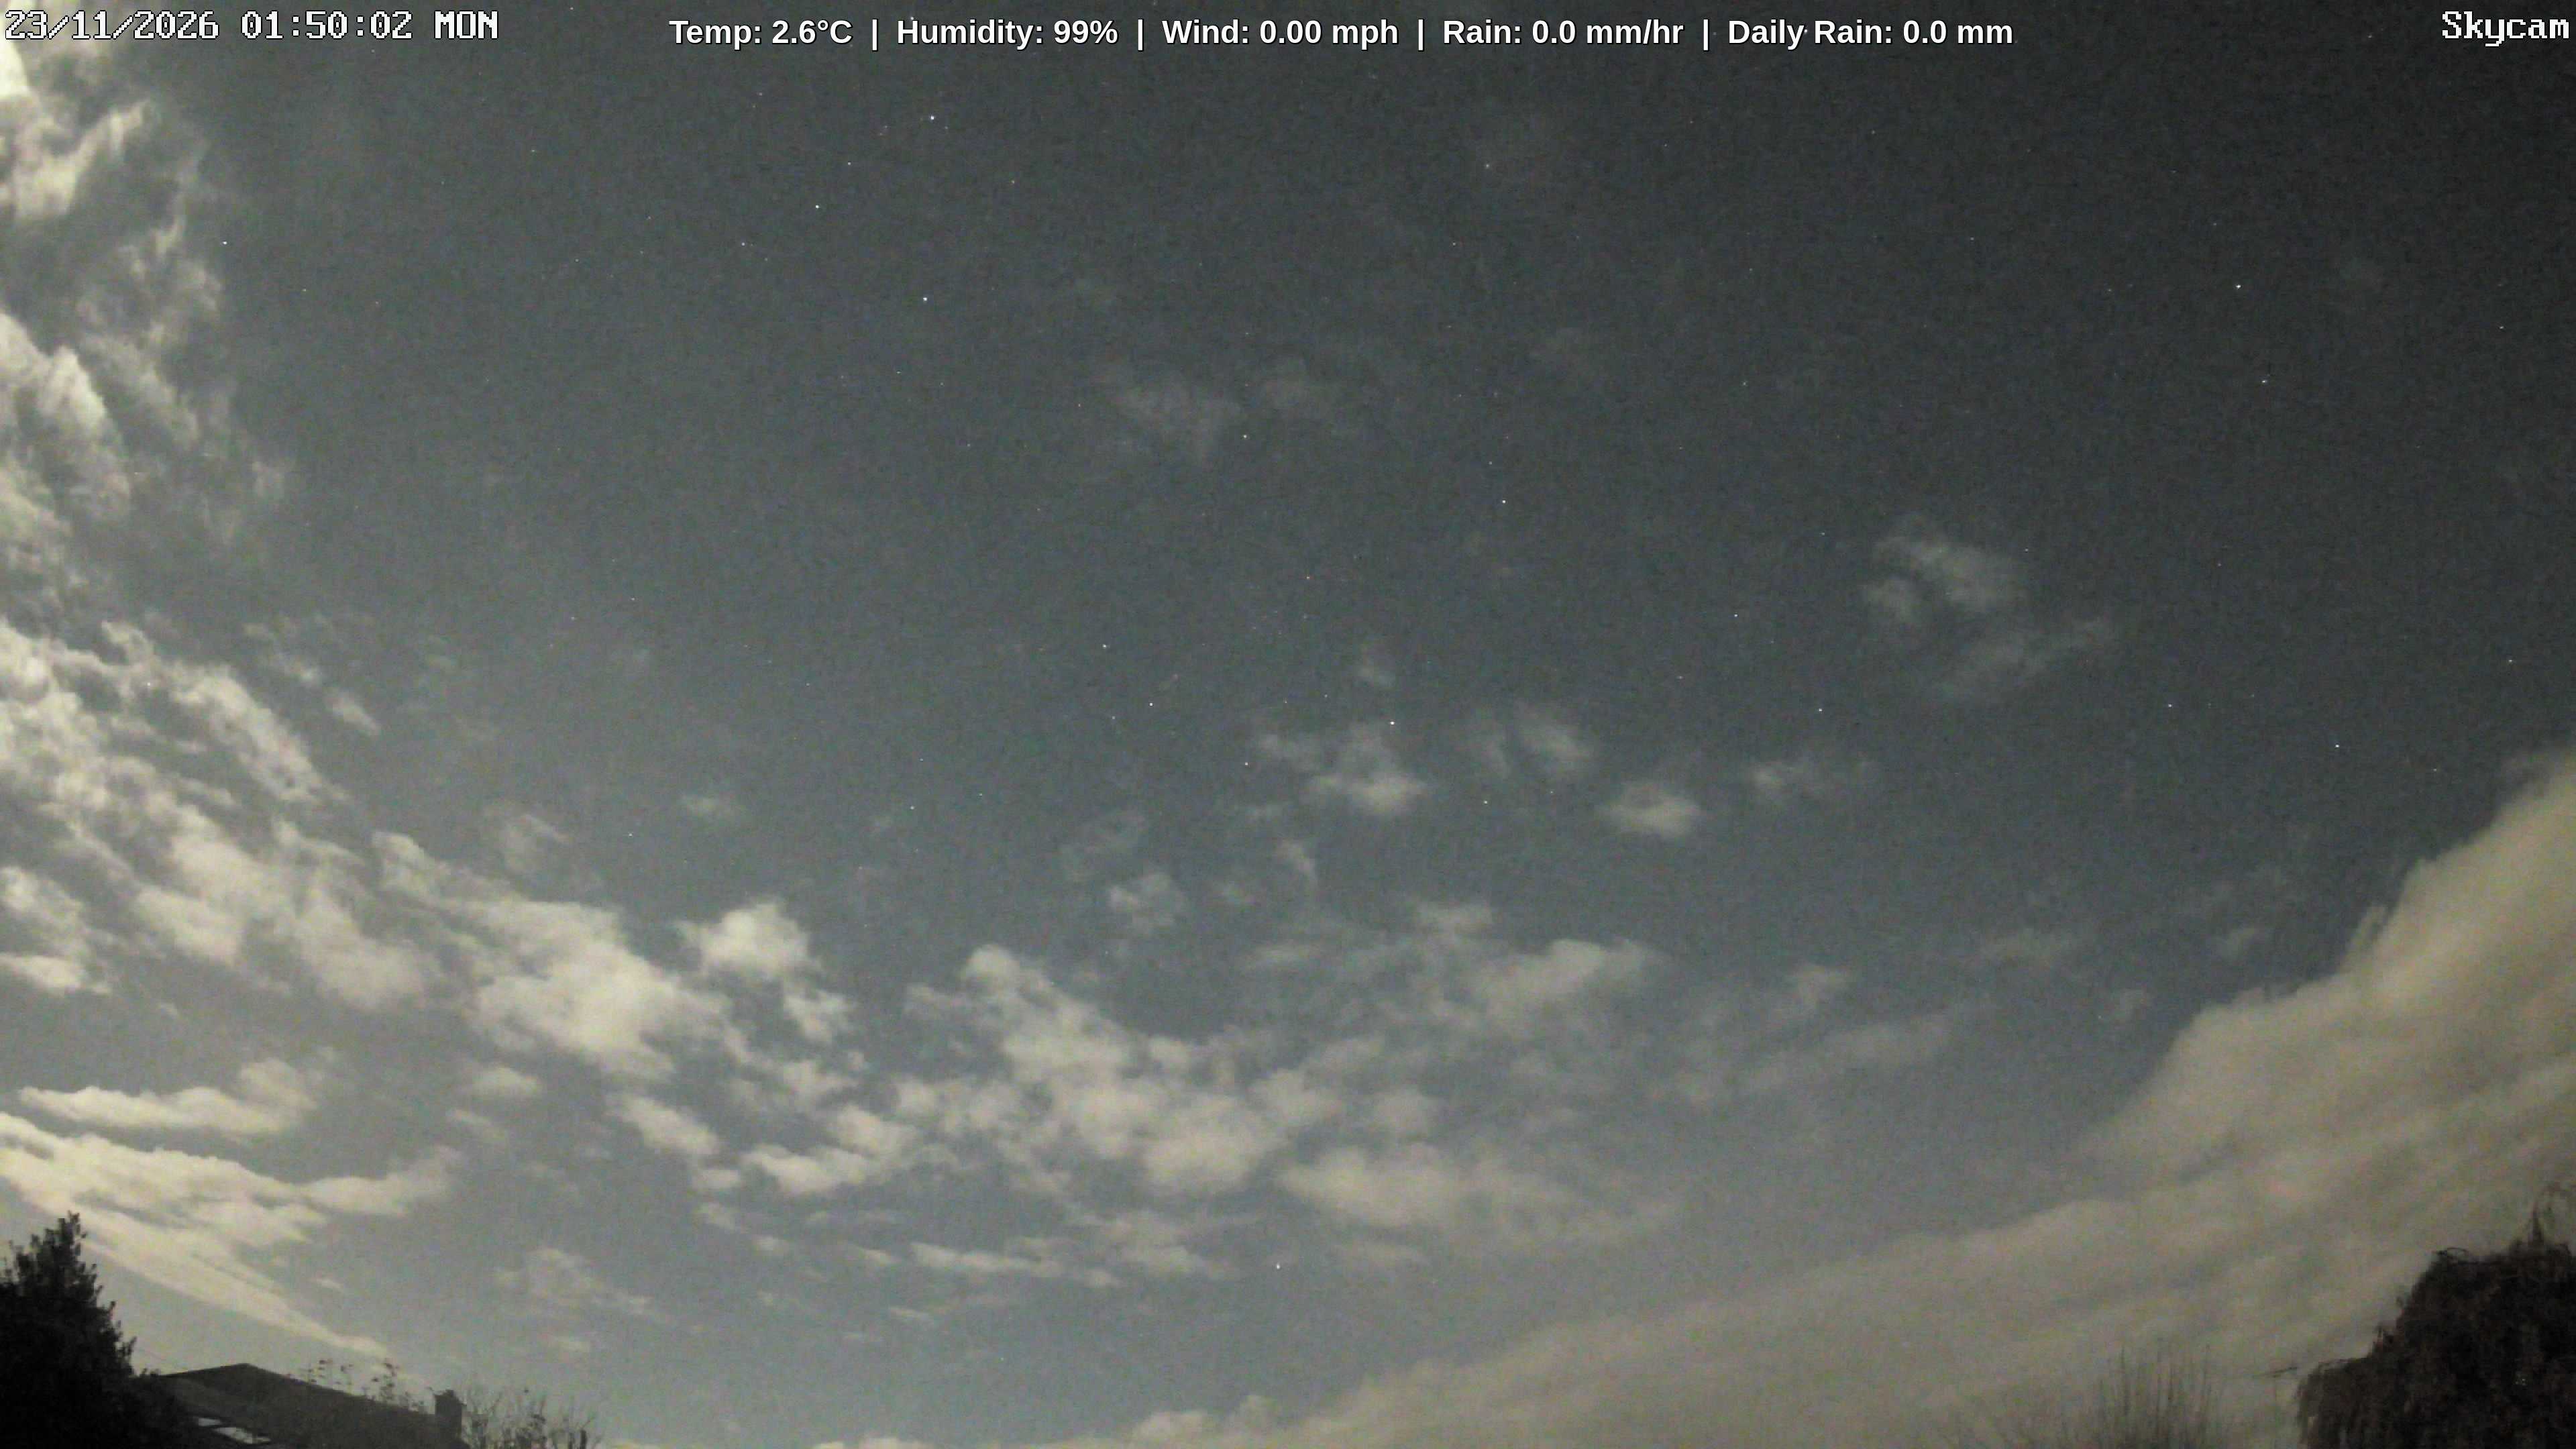 23/11/2026 01:50:02 MON
Temp: 2.6°C | Humidity: 99% | Wind: 0.00 mph | Rain: 0.0 mm/hr | Daily Rain: 0.0 mm
Skycam